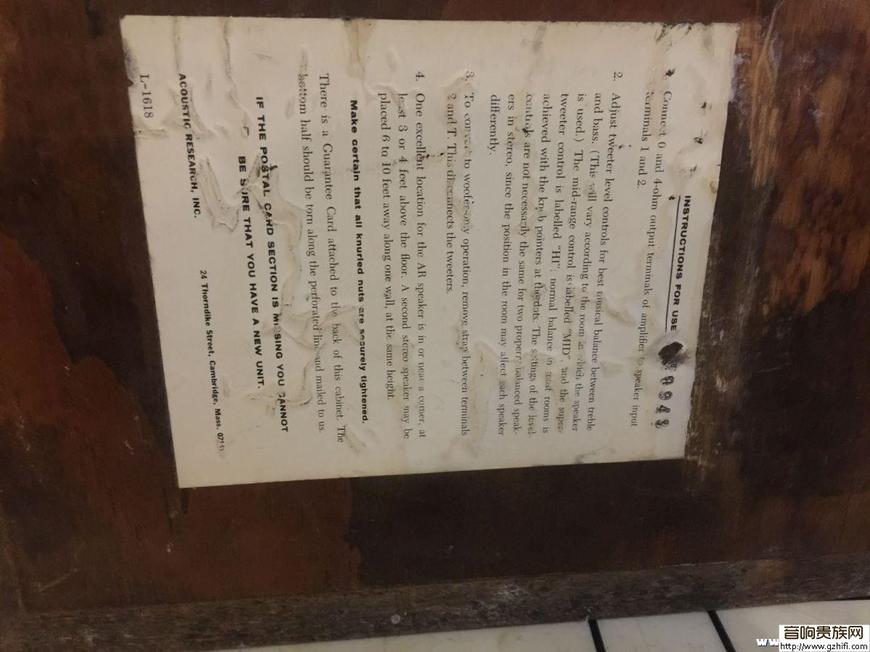 INSTRUCTIONS FOR USE
1. Connect 0 and 4-ohm output terminals of amplifier to speaker input
terminals 1 and 2.
2. Adjust tweeter level controls for best musical balance between treble
and bass. (This will vary according to the room in which the speaker
is used.) The mid-range control is labelled "MID", and the super-
tweeter control is labelled "HI"; normal balance in most rooms is
achieved with the knob pointers at the dots. The settings of the level
controls are not necessarily the same for two properly balanced speak-
ers in stereo, since the position in the room may affect each speaker
differently.
3. To convert to woofer-only operation, remove strap between terminals
2 and T. This disconnects the tweeters.
4. One excellent location for the AR speaker is in or near a corner, at
least 3 or 4 feet above the floor. A second stereo speaker may be
placed 6 to 10 feet away along one wall, at the same height.
Make certain that all knurled nuts are securely tightened.
There is a Guarantee Card attached to the back of this cabinet. The
bottom half should be torn along the perforated line and mailed to us
IF THE POSTAL CARD SECTION IS MISSING YOU CANNOT
BE SURE THAT YOU HAVE A NEW UNIT.
ACOUSTIC RESEARCH, INC.
24 Thorndike Street, Cambridge, Mass.
L-1618
音响贵族网
http://www.gzhifi.com